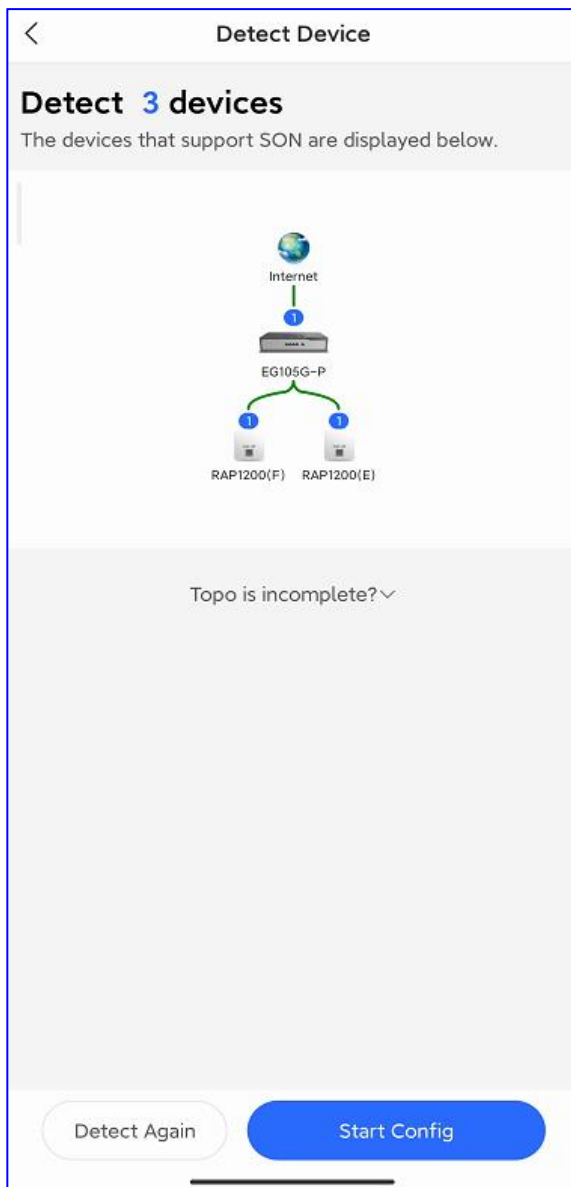 Detect Device
Detect 3 devices
The devices that support SON are displayed below.
Internet
1
EG105G-P
1 1
RAP1200(F) RAP1200(E)
Topo is incomplete?
Detect Again Start Config